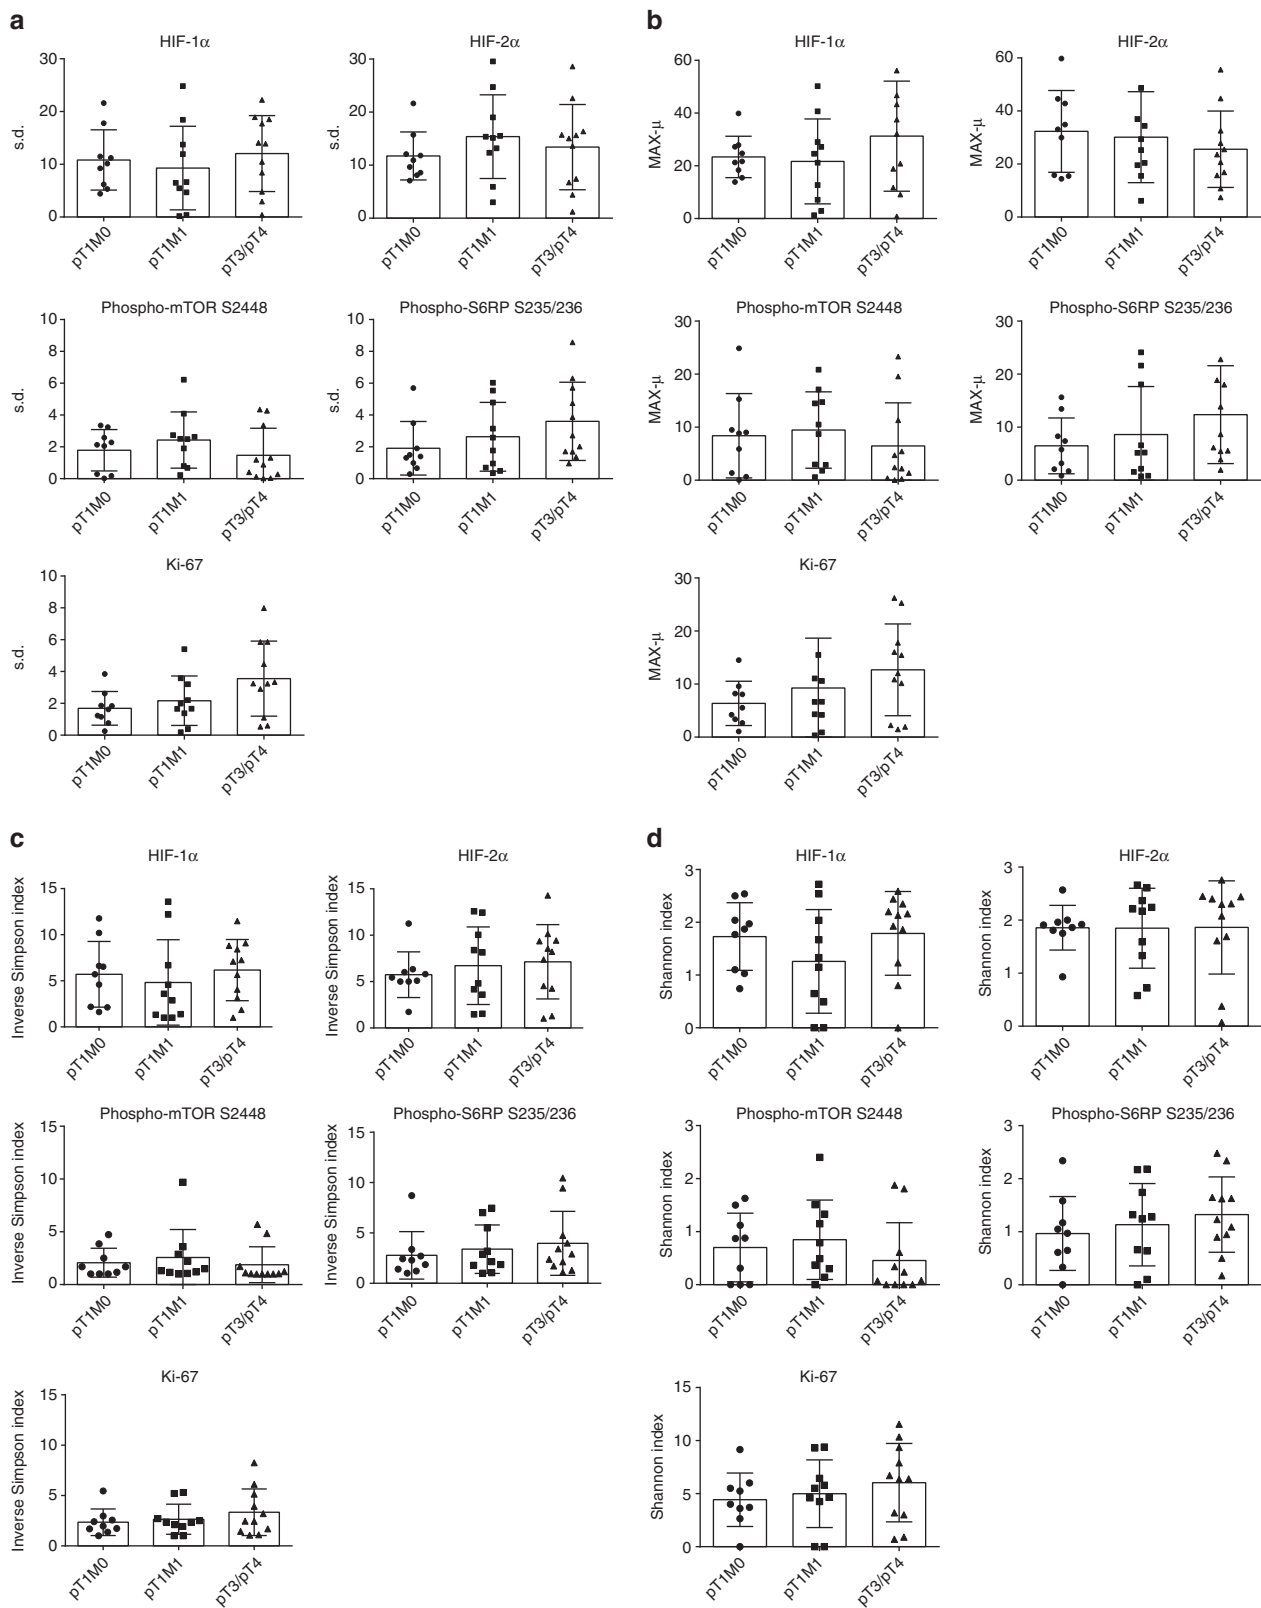 a
HIF-1α
s.d.
30
20
10
0
pT1M0
pT1M1
pT3/pT4
HIF-2α
s.d.
30
20
10
0
pT1M0
pT1M1
pT3/pT4
Phospho-mTOR S2448
s.d.
10
8
6
4
2
0
pT1M0
pT1M1
pT3/pT4
Phospho-S6RP S235/236
s.d.
10
8
6
4
2
0
pT1M0
pT1M1
pT3/pT4
Ki-67
s.d.
10
8
6
4
2
0
pT1M0
pT1M1
pT3/pT4
b
HIF-1α
MAX-μ
60
40
20
0
pT1M0
pT1M1
pT3/pT4
HIF-2α
MAX-μ
60
40
20
0
pT1M0
pT1M1
pT3/pT4
Phospho-mTOR S2448
MAX-μ
30
20
10
0
pT1M0
pT1M1
pT3/pT4
Phospho-S6RP S235/236
MAX-μ
30
20
10
0
pT1M0
pT1M1
pT3/pT4
Ki-67
MAX-μ
30
20
10
0
pT1M0
pT1M1
pT3/pT4
c
HIF-1α
Inverse Simpson index
15
10
5
0
pT1M0
pT1M1
pT3/pT4
HIF-2α
Inverse Simpson index
15
10
5
0
pT1M0
pT1M1
pT3/pT4
Phospho-mTOR S2448
Inverse Simpson index
15
10
5
0
pT1M0
pT1M1
pT3/pT4
Phospho-S6RP S235/236
Inverse Simpson index
15
10
5
0
pT1M0
pT1M1
pT3/pT4
Ki-67
Inverse Simpson index
15
10
5
0
pT1M0
pT1M1
pT3/pT4
d
HIF-1α
Shannon index
3
2
1
0
pT1M0
pT1M1
pT3/pT4
HIF-2α
Shannon index
3
2
1
0
pT1M0
pT1M1
pT3/pT4
Phospho-mTOR S2448
Shannon index
3
2
1
0
pT1M0
pT1M1
pT3/pT4
Phospho-S6RP S235/236
Shannon index
3
2
1
0
pT1M0
pT1M1
pT3/pT4
Ki-67
Shannon index
15
10
5
0
pT1M0
pT1M1
pT3/pT4